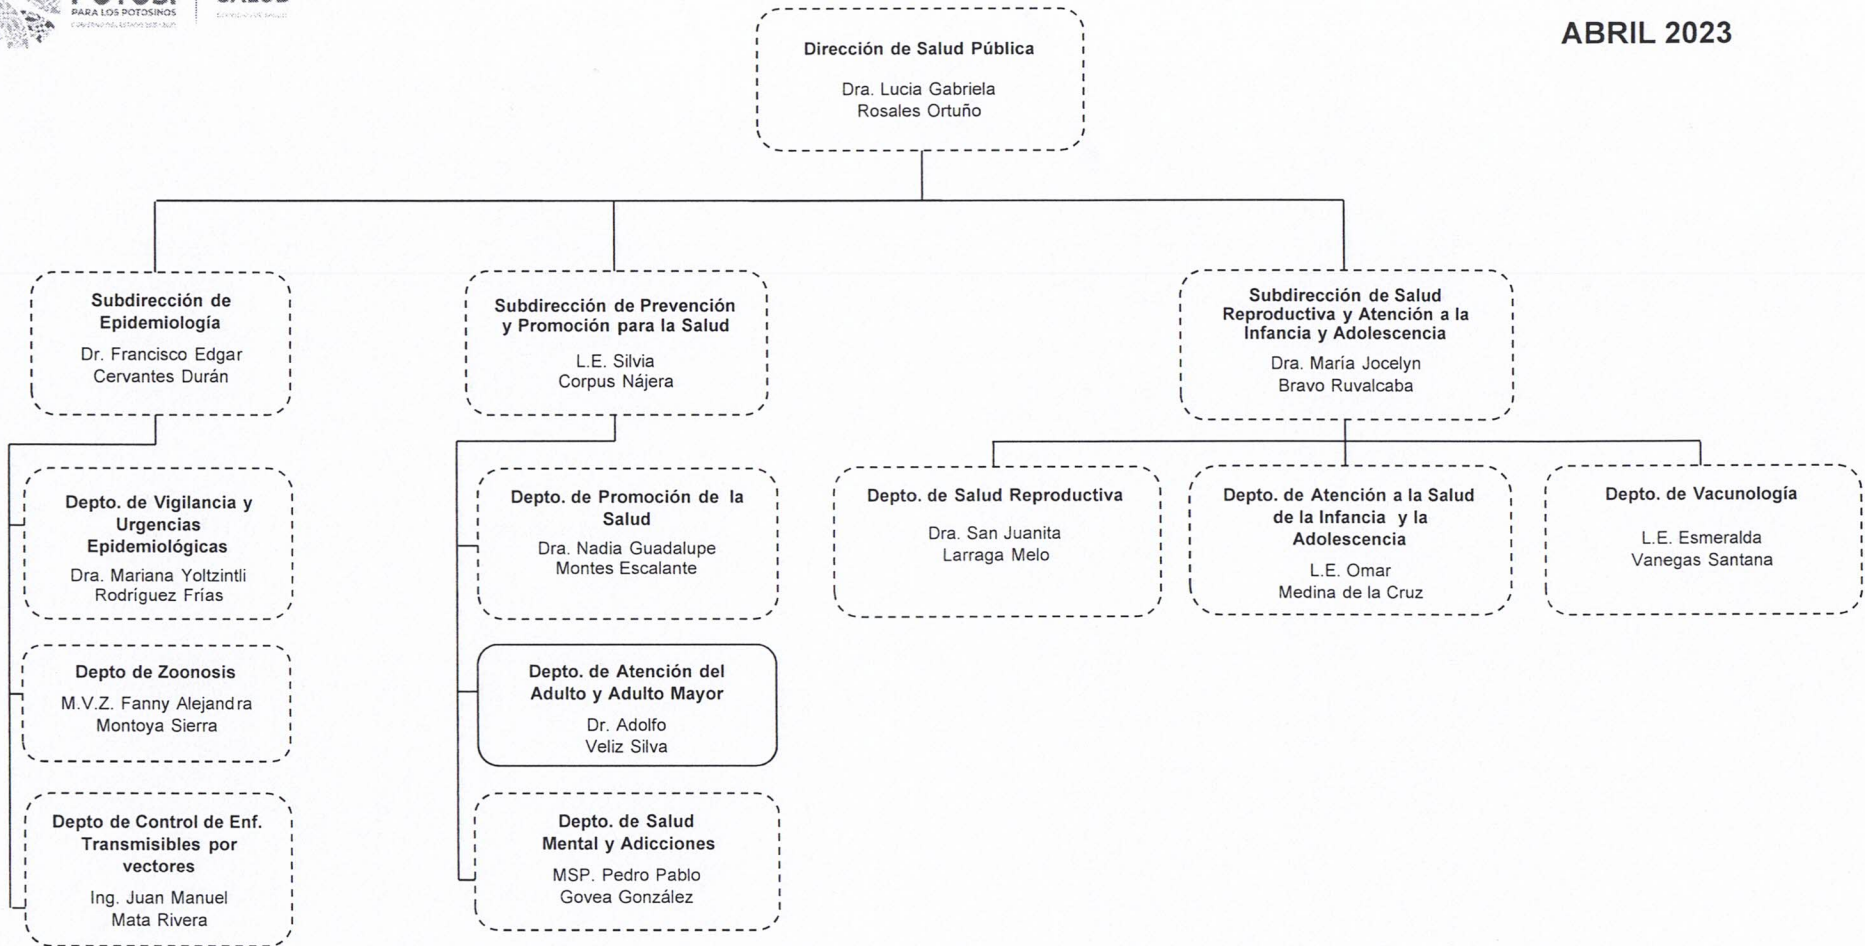 POTOSÍ
PARA LOS POTOSINOS
SALUD
ABRIL 2023
Dirección de Salud Pública
Dra. Lucia Gabriela
Rosales Ortuño
Subdirección de
Epidemiología
Dr. Francisco Edgar
Cervantes Durán
Subdirección de Prevención
y Promoción para la Salud
L.E. Silvia
Corpus Nájera
Subdirección de Salud
Reproductiva y Atención a la
Infancia y Adolescencia
Dra. María Jocelyn
Bravo Ruvalcaba
Depto. de Vigilancia y
Urgencias
Epidemiológicas
Dra. Mariana Yoltzintli
Rodríguez Frías
Depto de Zoonosis
M.V.Z. Fanny Alejandra
Montoya Sierra
Depto de Control de Enf.
Transmisibles por
vectores
Ing. Juan Manuel
Mata Rivera
Depto. de Promoción de la
Salud
Dra. Nadia Guadalupe
Montes Escalante
Depto. de Atención del
Adulto y Adulto Mayor
Dr. Adolfo
Veliz Silva
Depto. de Salud
Mental y Adicciones
MSP. Pedro Pablo
Govea González
Depto. de Salud Reproductiva
Dra. San Juanita
Larraga Melo
Depto. de Atención a la Salud
de la Infancia y la
Adolescencia
L.E. Omar
Medina de la Cruz
Depto. de Vacunología
L.E. Esmeralda
Vanegas Santana